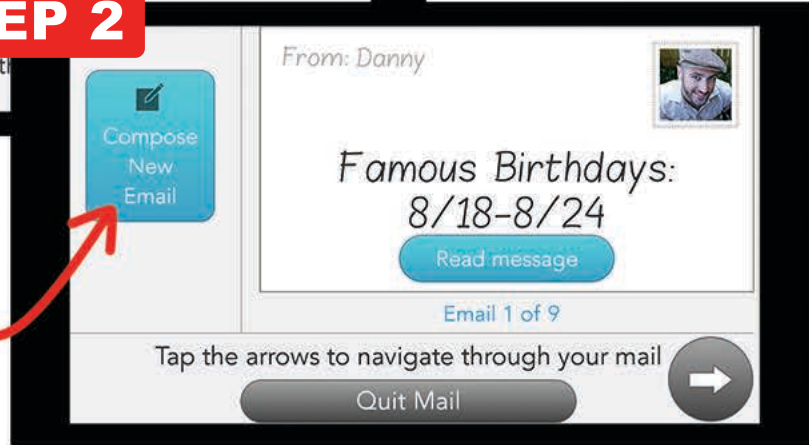 EP 2
Compose
New
Email
From: Danny
Famous Birthdays:
8/18-8/24
Read message
Email 1 of 9
Tap the arrows to navigate through your mail
Quit Mail